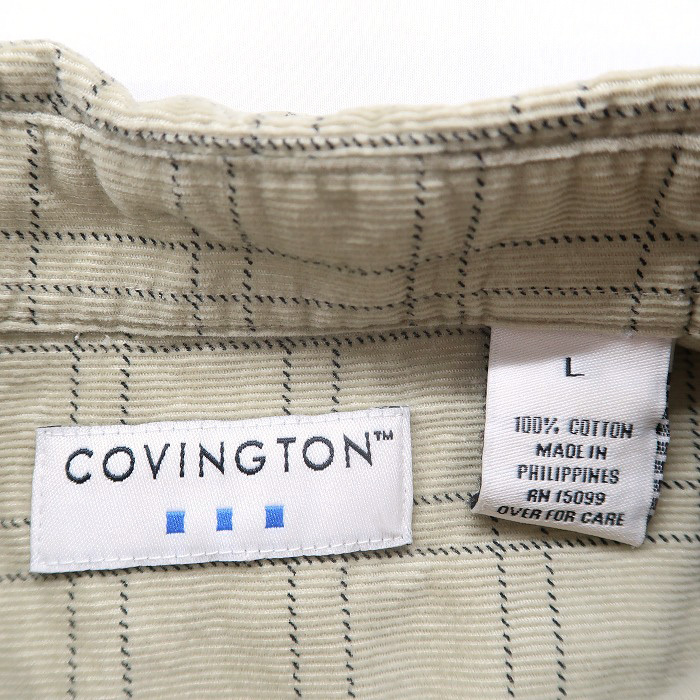 COVINGTON™
L
100% COTTON
MADE IN
PHILIPPINES
RN 15099
OVER FOR CARE